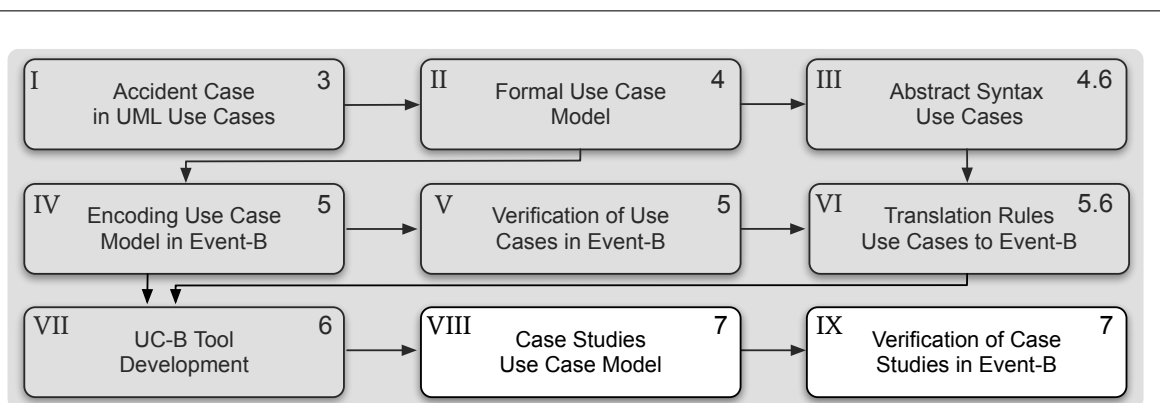 I
Accident Case
in UML Use Cases
3
II
Formal Use Case
Model
4
III
Abstract Syntax
Use Cases
4.6
IV
Encoding Use Case
Model in Event-B
5
V
Verification of Use
Cases in Event-B
5
VI
Translation Rules
Use Cases to Event-B
5.6
VII
UC-B Tool
Development
6
VIII
Case Studies
Use Case Model
7
IX
Verification of Case
Studies in Event-B
7